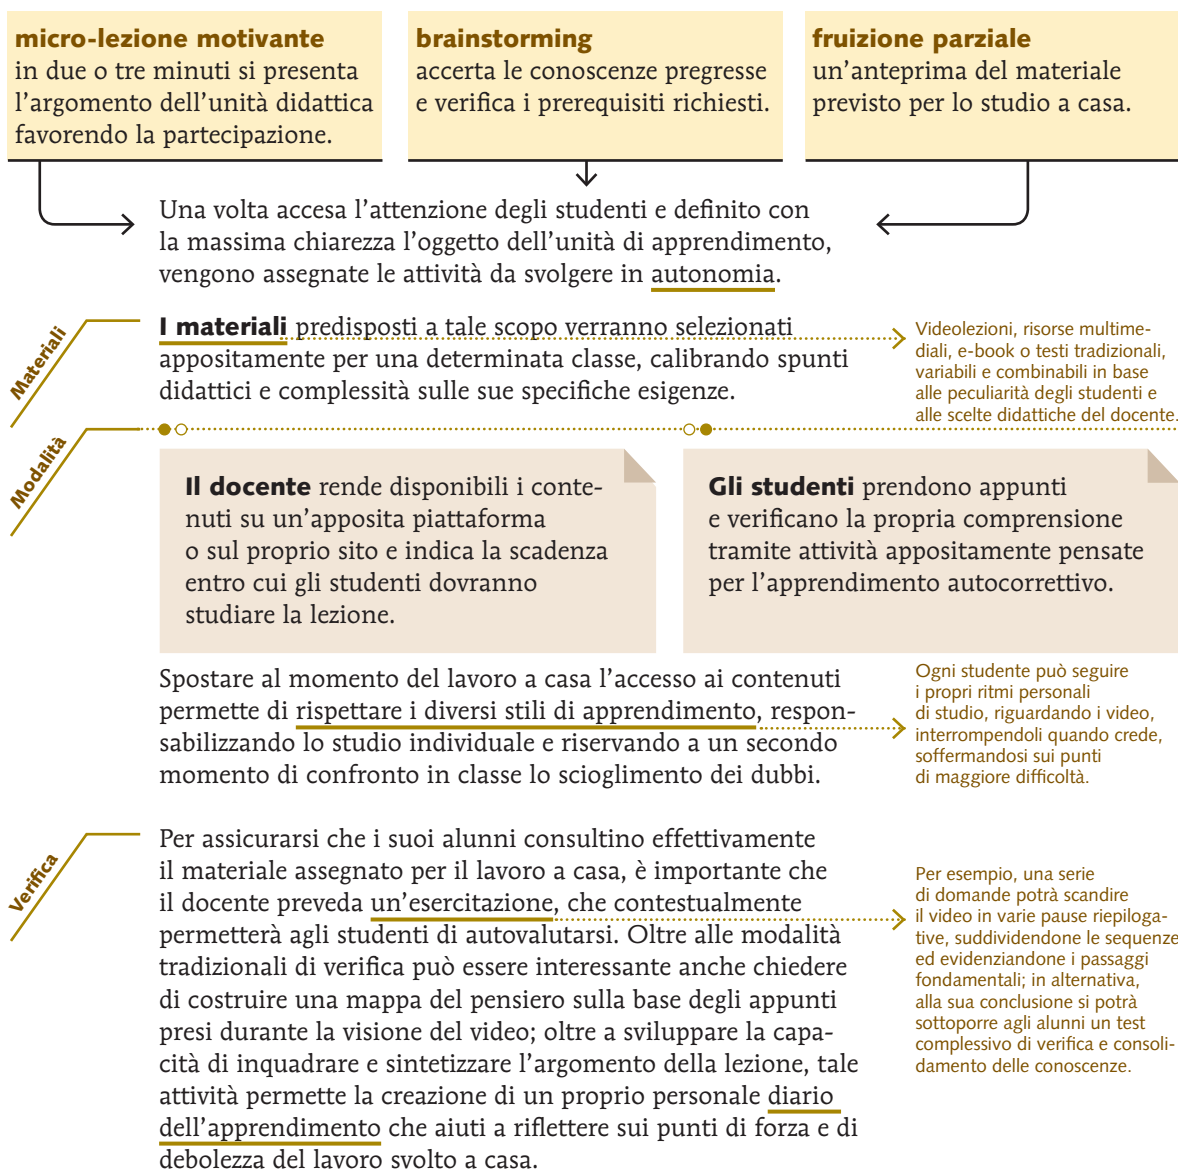 micro-lezione motivante
in due o tre minuti si presenta
l’argomento dell’unità didattica
favorendo la partecipazione.
brainstorming
accerta le conoscenze pregresse
e verifica i prerequisiti richiesti.
fruizione parziale
un’anteprima del materiale
previsto per lo studio a casa.
Una volta accesa l’attenzione degli studenti e definito con
la massima chiarezza l’oggetto dell’unità di apprendimento,
vengono assegnate le attività da svolgere in autonomia.
Materiali
I materiali predisposti a tale scopo verranno selezionati
appositamente per una determinata classe, calibrando spunti
didattici e complessità sulle sue specifiche esigenze.
Videolezioni, risorse multime-
diali, e-book o testi tradizionali,
variabili e combinabili in base
alle peculiarità degli studenti e
alle scelte didattiche del docente.
Modalità
Il docente rende disponibili i conte-
nuti su un’apposita piattaforma
o sul proprio sito e indica la scadenza
entro cui gli studenti dovranno
studiare la lezione.
Gli studenti prendono appunti
e verificano la propria comprensione
tramite attività appositamente pensate
per l’apprendimento autocorrettivo.
Spostare al momento del lavoro a casa l’accesso ai contenuti
permette di rispettare i diversi stili di apprendimento, respon-
sabilizzando lo studio individuale e riservando a un secondo
momento di confronto in classe lo scioglimento dei dubbi.
Ogni studente può seguire
i propri ritmi personali
di studio, riguardando i video,
interrompendoli quando crede,
soffermandosi sui punti
di maggiore difficoltà.
Verifica
Per assicurarsi che i suoi alunni consultino effettivamente
il materiale assegnato per il lavoro a casa, è importante che
il docente preveda un’esercitazione, che contestualmente
permetterà agli studenti di autovalutarsi. Oltre alle modalità
tradizionali di verifica può essere interessante anche chiedere
di costruire una mappa del pensiero sulla base degli appunti
presi durante la visione del video; oltre a sviluppare la capa-
cità di inquadrare e sintetizzare l’argomento della lezione, tale
attività permette la creazione di un proprio personale diario
dell’apprendimento che aiuti a riflettere sui punti di forza e di
debolezza del lavoro svolto a casa.
Per esempio, una serie
di domande potrà scandire
il video in varie pause riepiloga-
tive, suddividendone le sequenze
ed evidenziandone i passaggi
fondamentali; in alternativa,
alla sua conclusione si potrà
sottoporre agli alunni un test
complessivo di verifica e consoli-
damento delle conoscenze.